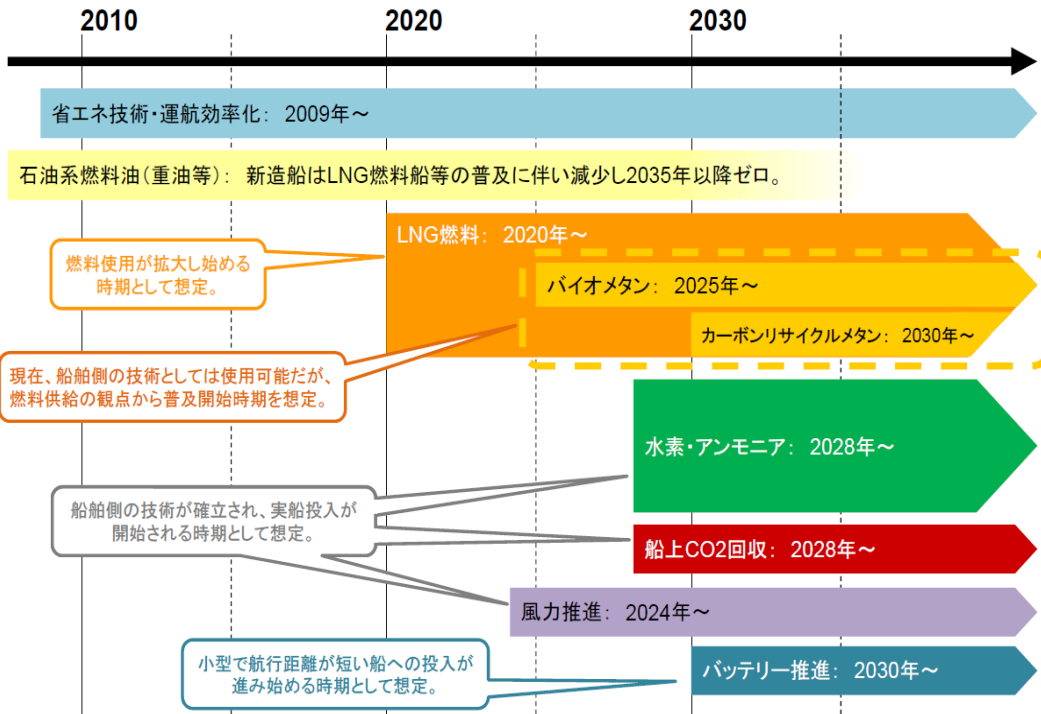 2010
2020
2030
省エネ技術・運航効率化： 2009年～
石油系燃料油（重油等）： 新造船はLNG燃料船等の普及に伴い減少し2035年以降ゼロ。
LNG燃料： 2020年～
燃料使用が拡大し始める
時期として想定。
バイオメタン： 2025年～
カーボンリサイクルメタン： 2030年～
現在、船舶側の技術としては使用可能だが、
燃料供給の観点から普及開始時期を想定。
水素・アンモニア： 2028年～
船舶側の技術が確立され、実船投入が
開始される時期として想定。
船上CO2回収： 2028年～
風力推進： 2024年～
小型で航行距離が短い船への投入が
進み始める時期として想定。
バッテリー推進： 2030年～